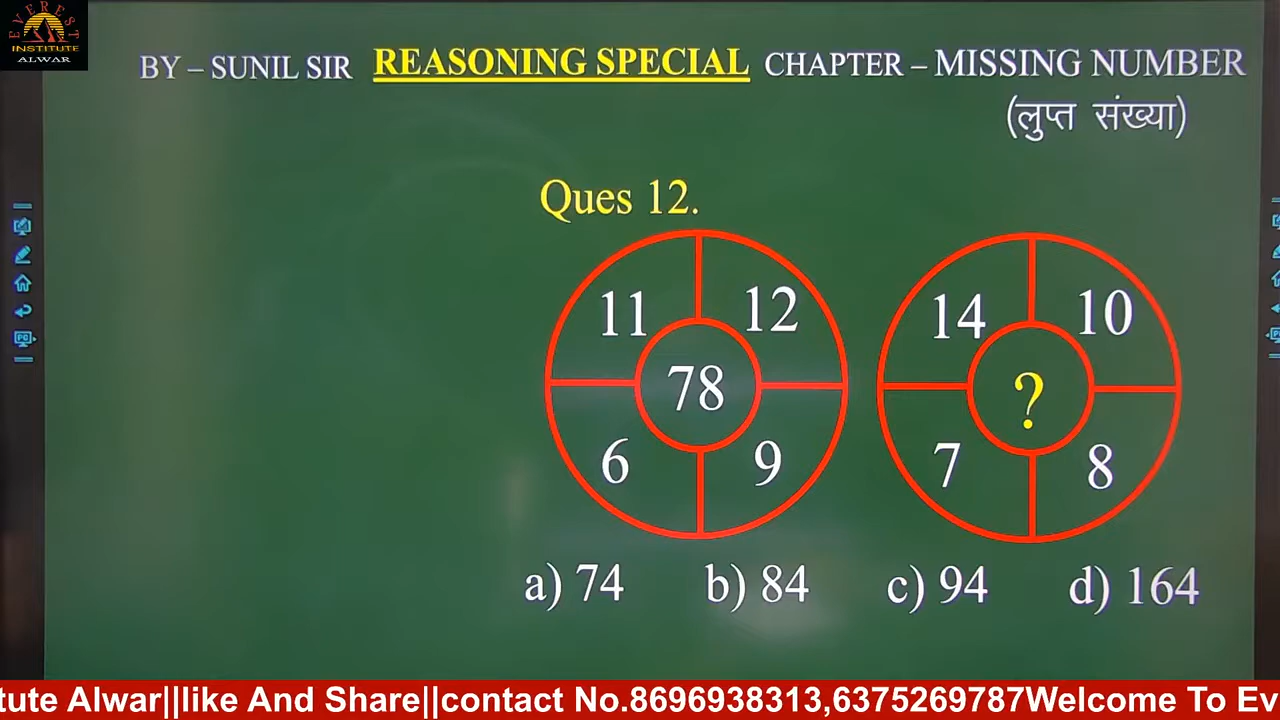 EVEREST
INSTITUTE
ALWAR
BY – SUNIL SIR REASONING SPECIAL CHAPTER – MISSING NUMBER
(लुप्त संख्या)
Ques 12.
11 12 14 10
78 ?
6 9 7 8
a) 74 b) 84 c) 94 d) 164
tute Alwar||like And Share||contact No.8696938313,6375269787Welcome To Ev